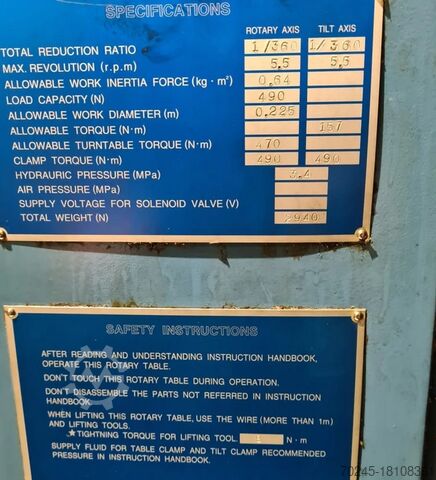 SPECIFICATIONS
ROTARY AXIS TILT AXIS
TOTAL REDUCTION RATIO 1/360 1/360
MAX. REVOLUTION (r.p.m) 5.5 5.5
ALLOWABLE WORK INERTIA FORCE (kg·m²) 0.64
LOAD CAPACITY (N) 490
ALLOWABLE WORK DIAMETER (m) 0.225
ALLOWABLE TORQUE (N·m) 157
ALLOWABLE TURNTABLE TORQUE (N·m) 470
CLAMP TORQUE (N·m) 490 490
HYDRAURIC PRESSURE (MPa) 3.4
AIR PRESSURE (MPa)
SUPPLY VOLTAGE FOR SOLENOID VALVE (V)
TOTAL WEIGHT (N) 2940
SAFETY INSTRUCTIONS
AFTER READING AND UNDERSTANDING INSTRUCTION HANDBOOK,
OPERATE THIS ROTARY TABLE.
DON'T TOUCH THIS ROTARY TABLE DURING OPERATION.
DON'T DISASSEMBLE THE PARTS NOT REFERRED IN INSTRUCTION
HANDBOOK.
WHEN LIFTING THIS ROTARY TABLE, USE THE WIRE (MORE THAN 1m)
AND LIFTING TOOLS.
★TIGHTNING TORQUE FOR LIFTING TOOL. N·m
SUPPLY FLUID FOR TABLE CLAMP AND TILT CLAMP RECOMMENDED
PRESSURE IN INSTRUCTION HANDBOOK.